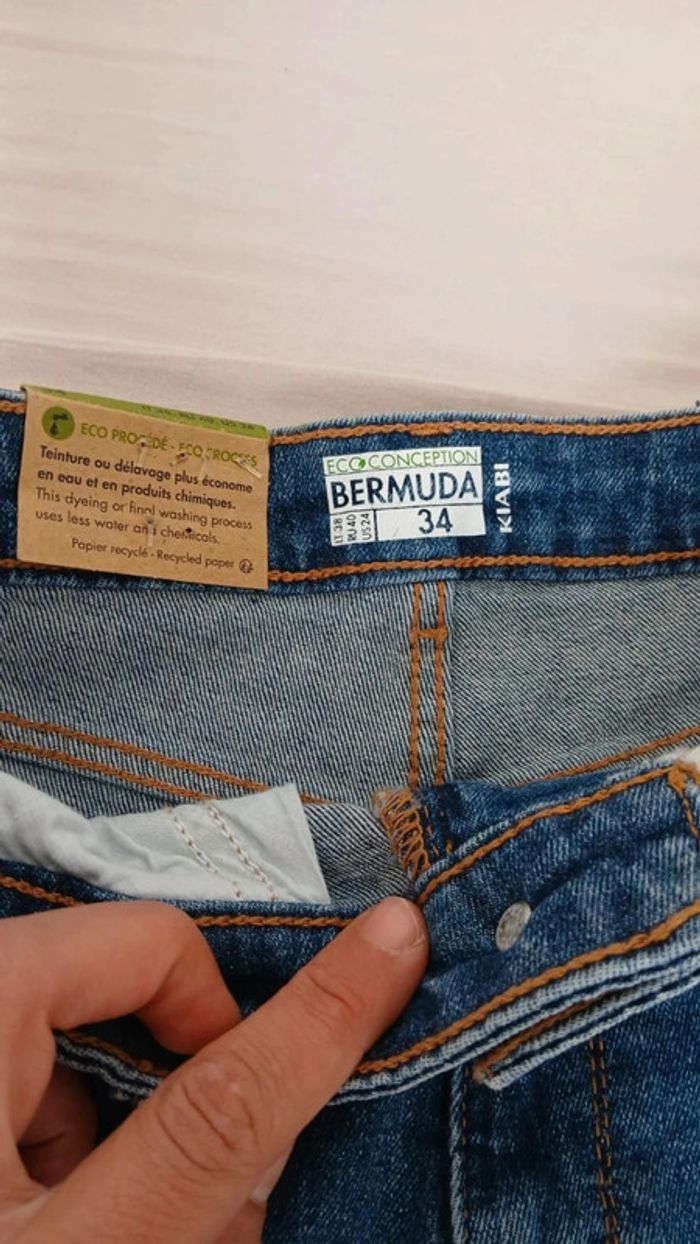 ECO PROCÉDÉ - ECO PROCESS
Teinture ou délavage plus économe
en eau et en produits chimiques.
This dyeing or final washing process
uses less water and chemicals.
Papier recyclé - Recycled paper
ECO CONCEPTION
BERMUDA
IT 38
RU 40
US 24
34
KIABI